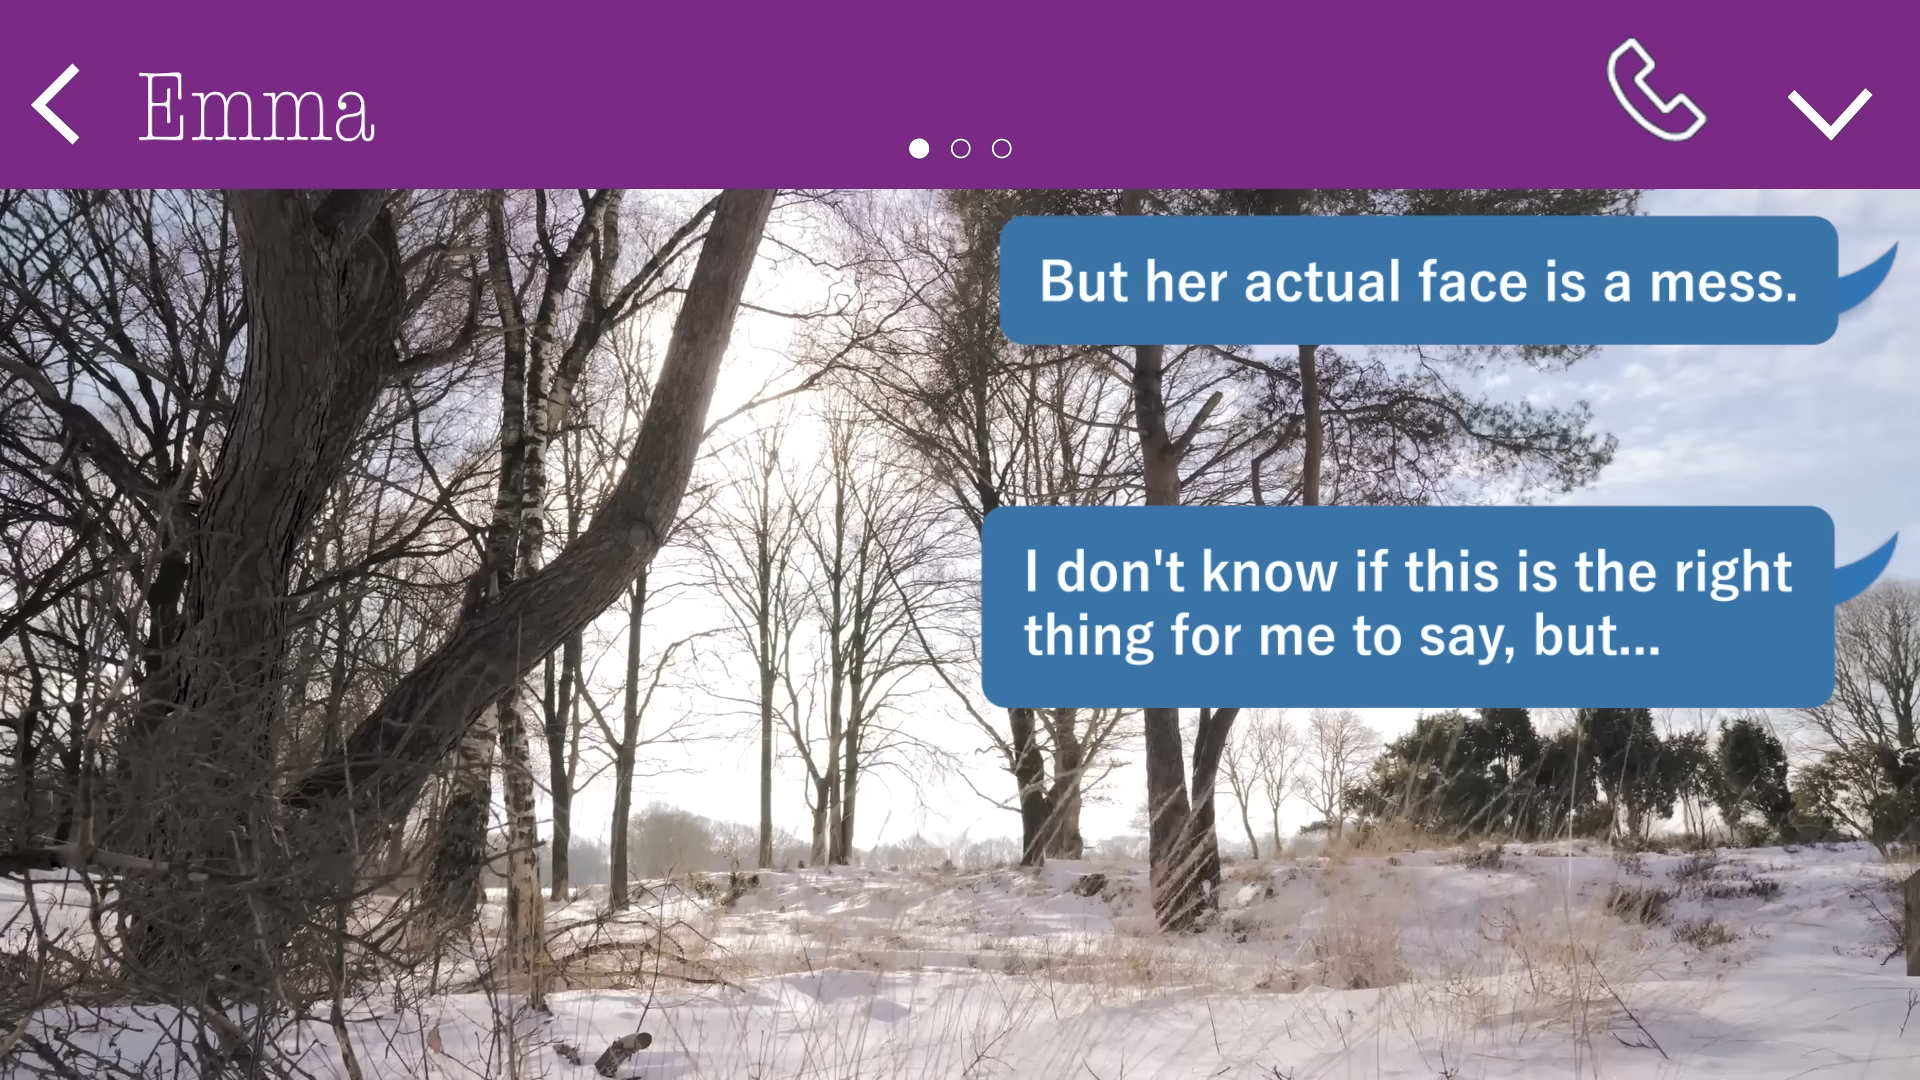 Emma
But her actual face is a mess.
I don't know if this is the right
thing for me to say, but...